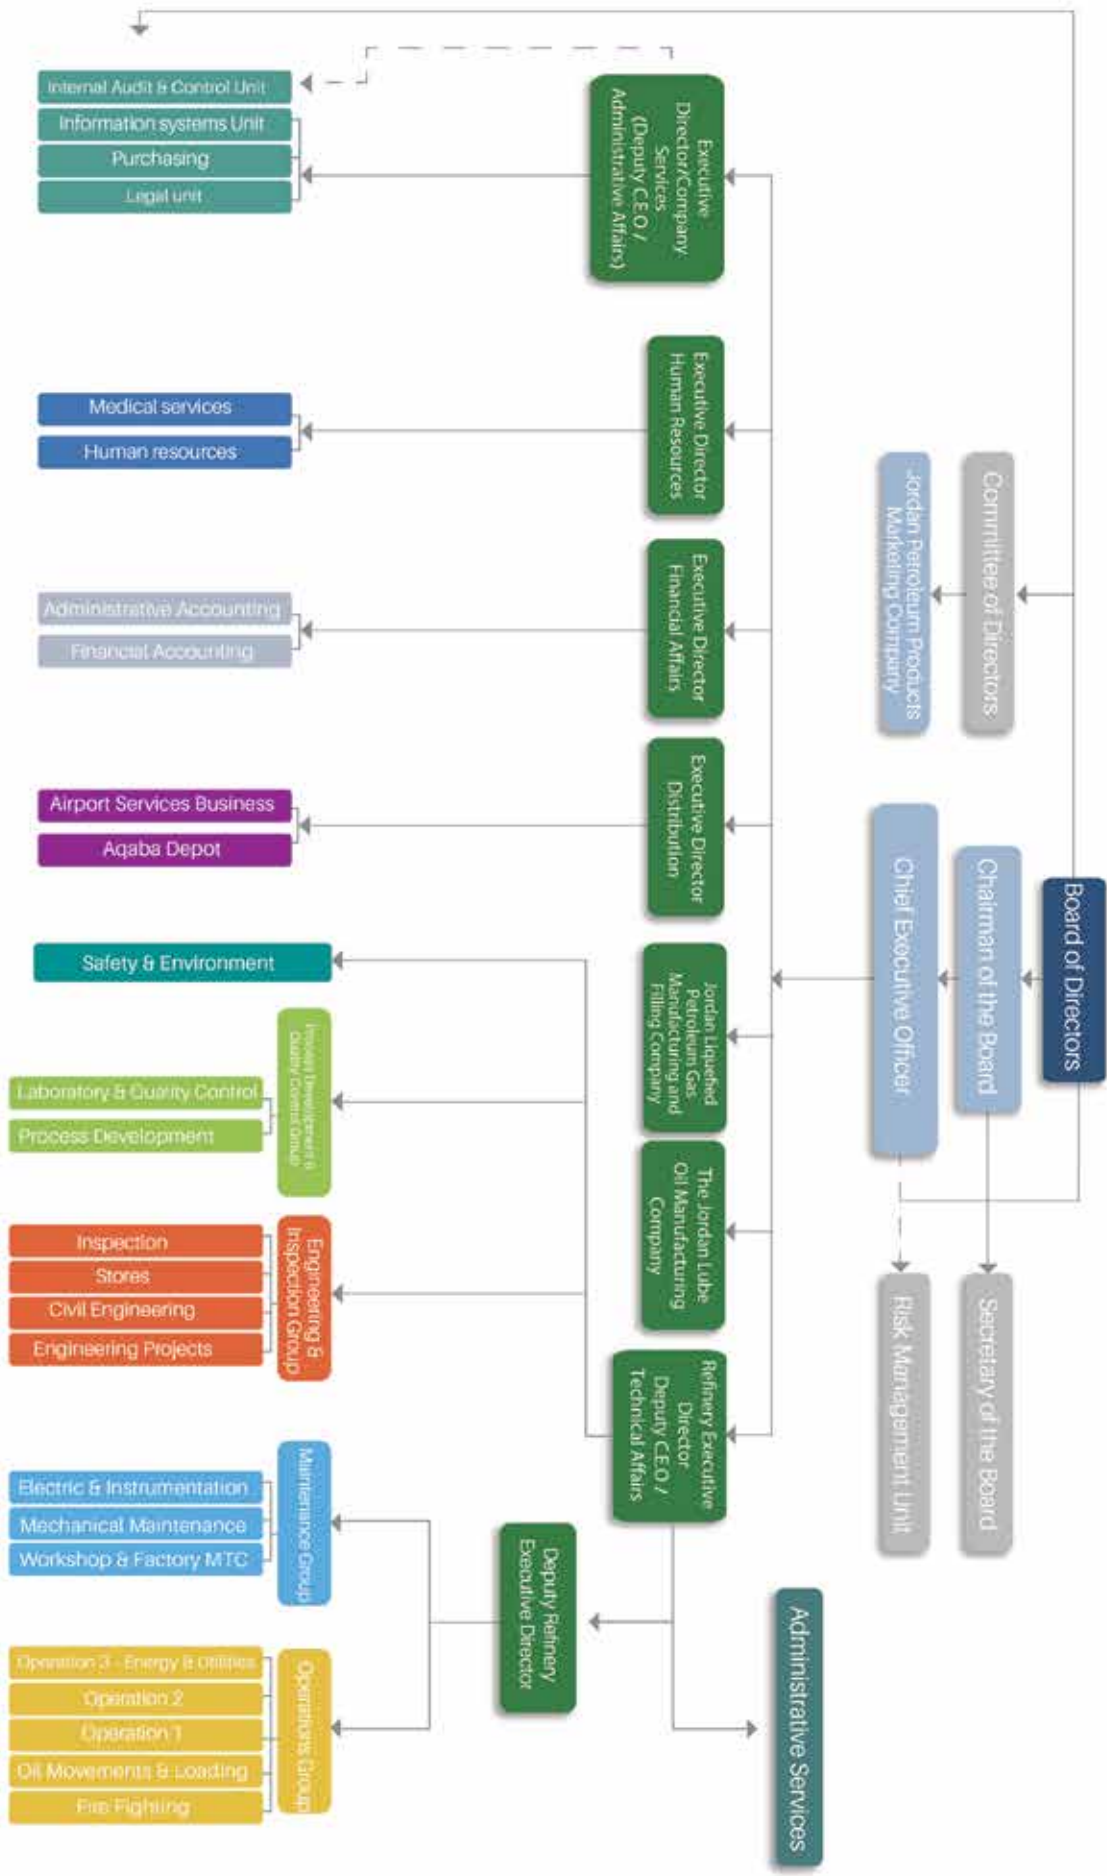 Board of Directors
Chairman of the Board
Chief Executive Officer
Committee of Directors
Jordan Petroleum Products
Marketing Company
Secretary of the Board
Risk Management Unit
Executive
Director/Company
Services
(Deputy C.E.O /
Administrative Affairs)
Executive Director
Human Resources
Executive Director
Financial Affairs
Executive Director
Distribution
Jordan Liquefied
Petroleum Gas
Manufacturing and
Filling Company
The Jordan Lube
Oil Manufacturing
Company
Refinery Executive
Director
Deputy C.E.O /
Technical Affairs
Administrative Services
Deputy Refinery
Executive Director
Internal Audit & Control Unit
Information systems Unit
Purchasing
Legal unit
Medical services
Human resources
Administrative Accounting
Financial Accounting
Airport Services Business
Aqaba Depot
Safety & Environment
Process Development &
Quality Control Group
Laboratory & Quality Control
Process Development
Engineering &
Inspection Group
Inspection
Stores
Civil Engineering
Engineering Projects
Maintenance Group
Electric & Instrumentation
Mechanical Maintenance
Workshop & Factory MTC
Operations Group
Operation 3 - Energy & Utilities
Operation 2
Operation 1
Oil Movements & Loading
Fire Fighting